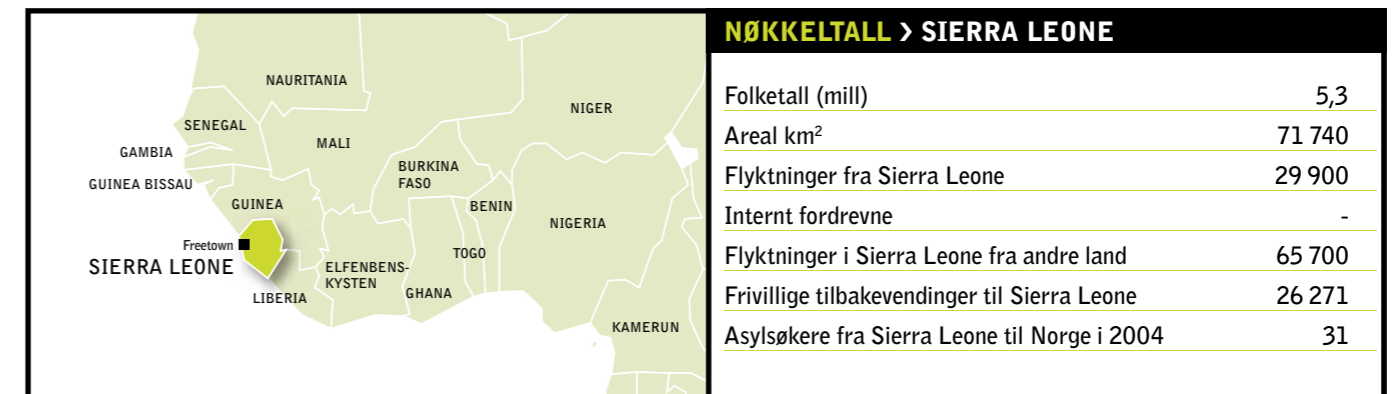 NAURITANIA
NIGER
SENEGAL
MALI
GAMBIA
BURKINA
FASO
GUINEA BISSAU
GUINEA
BENIN
NIGERIA
Freetown
SIERRA LEONE
TOGO
ELFENBENS-
KYSTEN
GHANA
LIBERIA
KAMERUN
NØKKELTALL > SIERRA LEONE
Folketall (mill) 5,3
Areal km² 71 740
Flyktninger fra Sierra Leone 29 900
Internt fordrevne -
Flyktninger i Sierra Leone fra andre land 65 700
Frivillige tilbakevendinger til Sierra Leone 26 271
Asylsøkere fra Sierra Leone til Norge i 2004 31